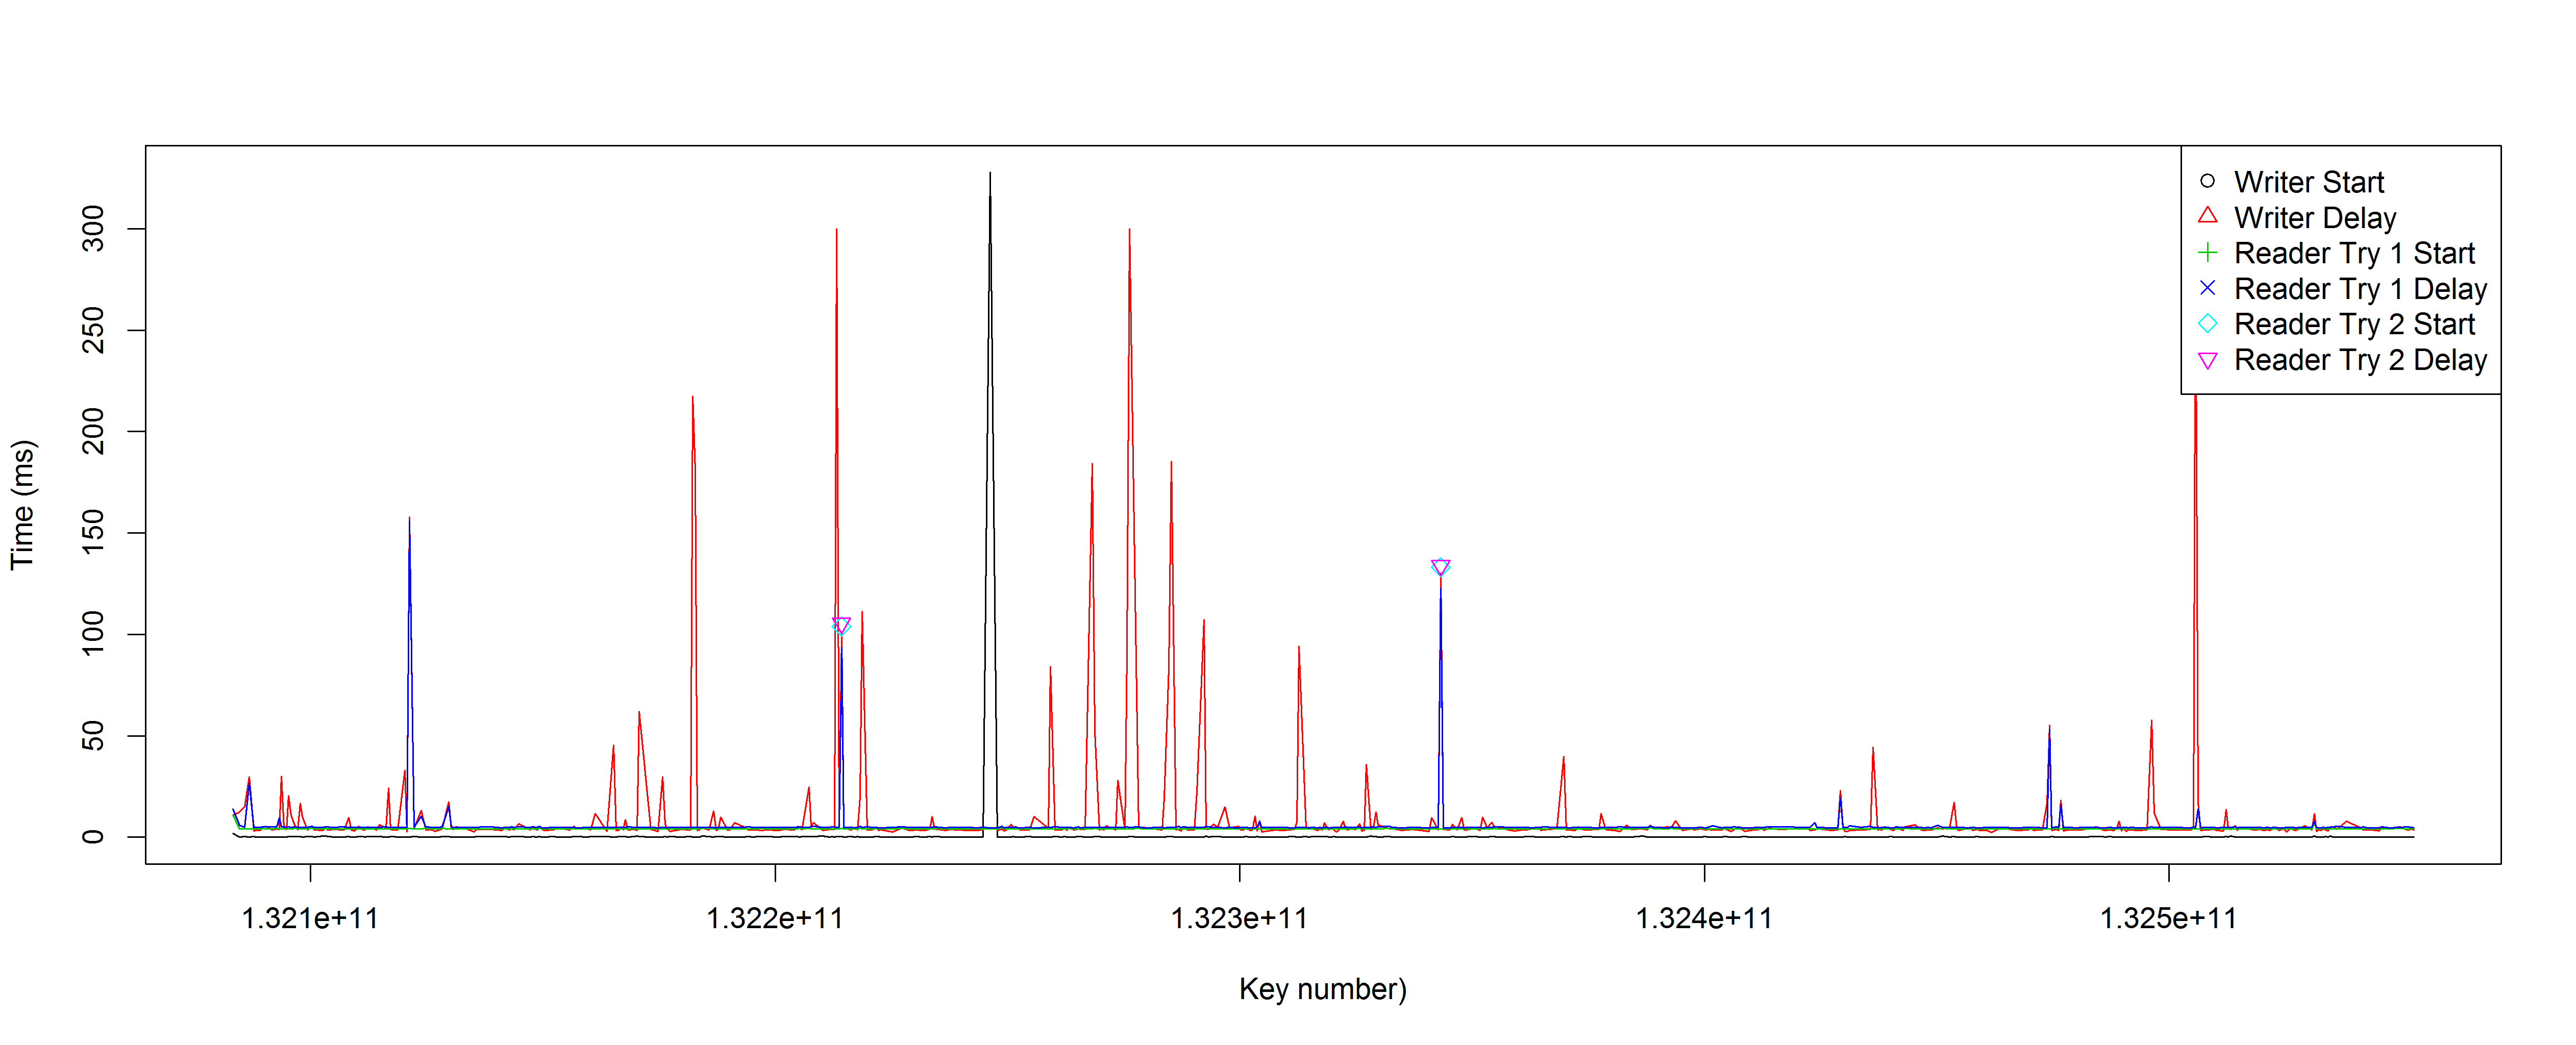 Writer Start
Writer Delay
Reader Try 1 Start
Reader Try 1 Delay
Reader Try 2 Start
Reader Try 2 Delay
Time (ms)
300
250
200
150
100
50
0
1.321e+11 1.322e+11 1.323e+11 1.324e+11 1.325e+11
Key number)